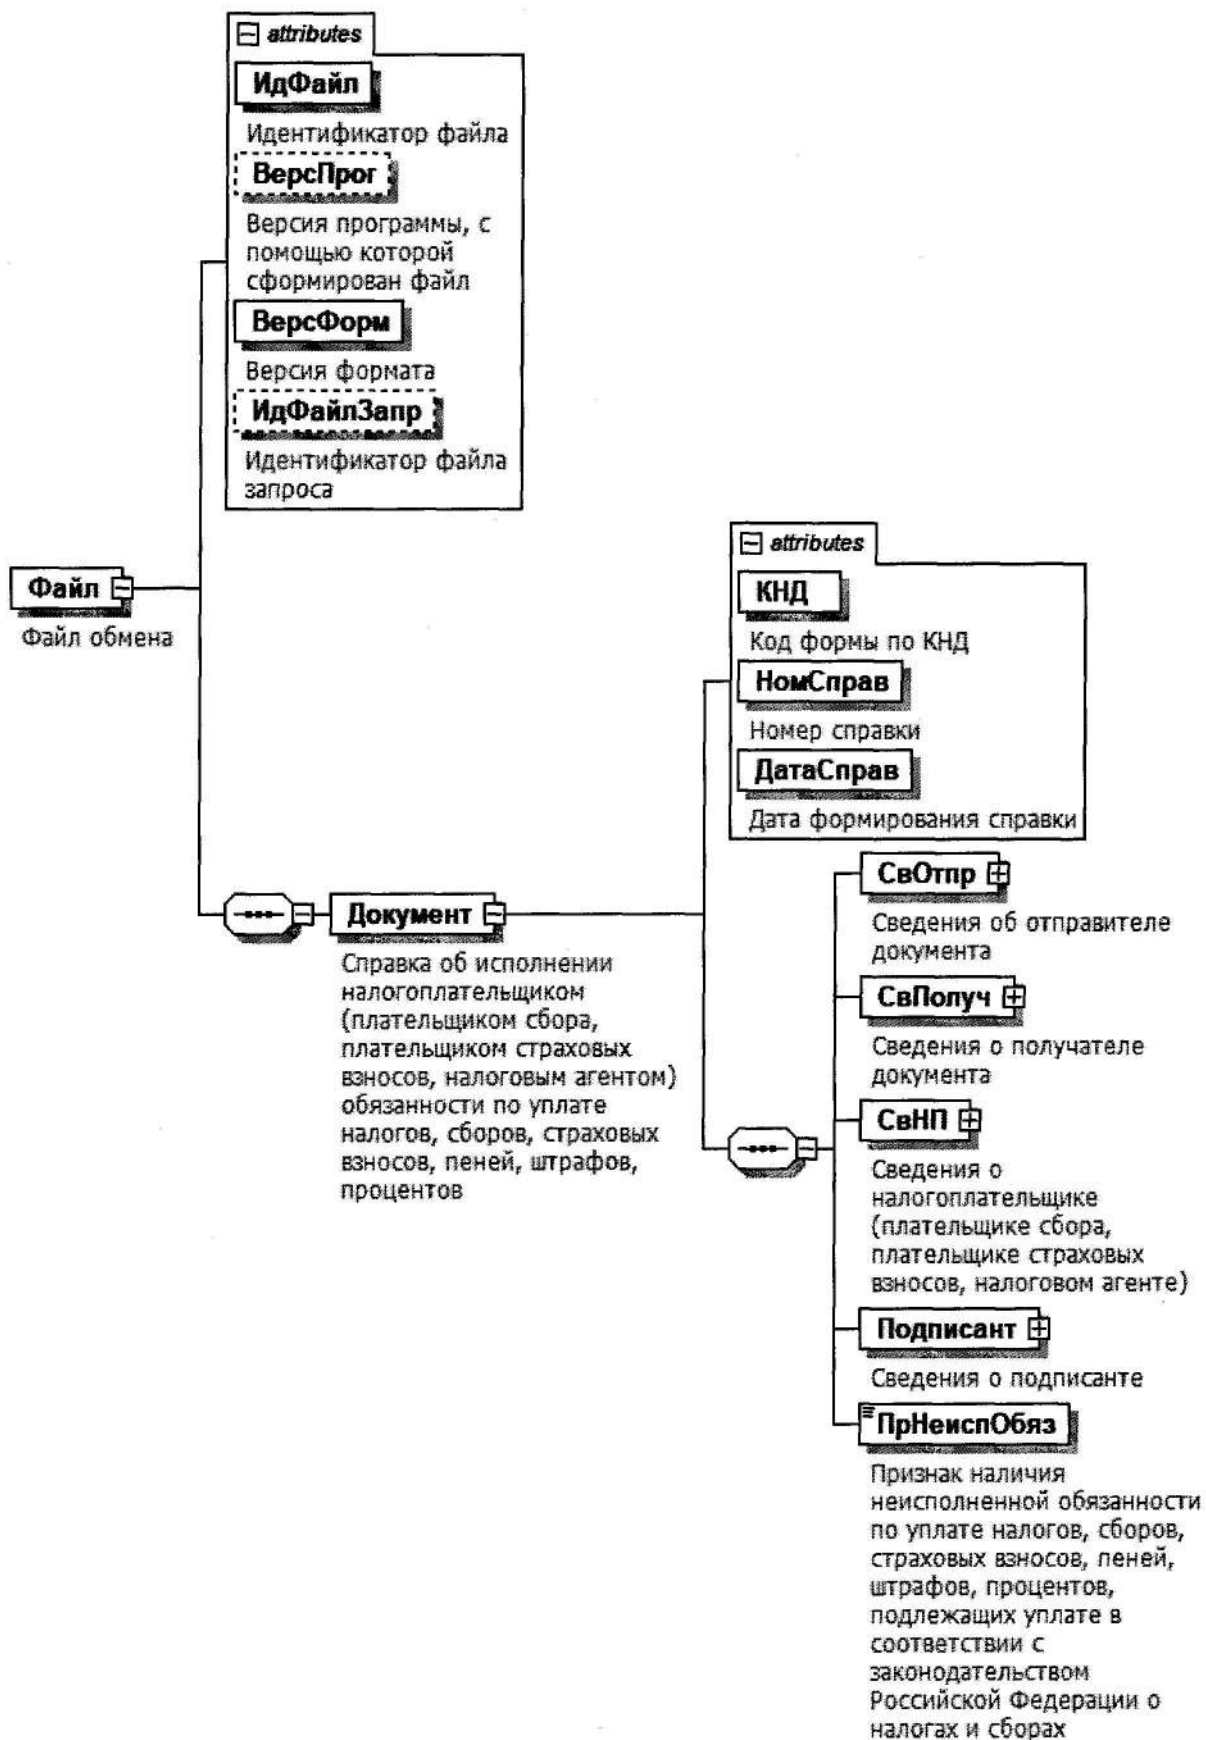 attributes
ИдФайл
Идентификатор файла
ВерсПрог
Версия программы, с
помощью которой
сформирован файл
ВерсФорм
Версия формата
ИдФайлЗапр
Идентификатор файла
запроса
Файл
Файл обмена
attributes
КНД
Код формы по КНД
НомСправ
Номер справки
ДатаСправ
Дата формирования справки
Документ
Справка об исполнении
налогоплательщиком
(плательщиком сбора,
плательщиком страховых
взносов, налоговым агентом)
обязанности по уплате
налогов, сборов, страховых
взносов, пеней, штрафов,
процентов
СвОтпр
Сведения об отправителе
документа
СвПолуч
Сведения о получателе
документа
СвНП
Сведения о
налогоплательщике
(плательщике сбора,
плательщике страховых
взносов, налоговом агенте)
Подписант
Сведения о подписанте
ПрНеиспОбяз
Признак наличия
неисполненной обязанности
по уплате налогов, сборов,
страховых взносов, пеней,
штрафов, процентов,
подлежащих уплате в
соответствии с
законодательством
Российской Федерации о
налогах и сборах